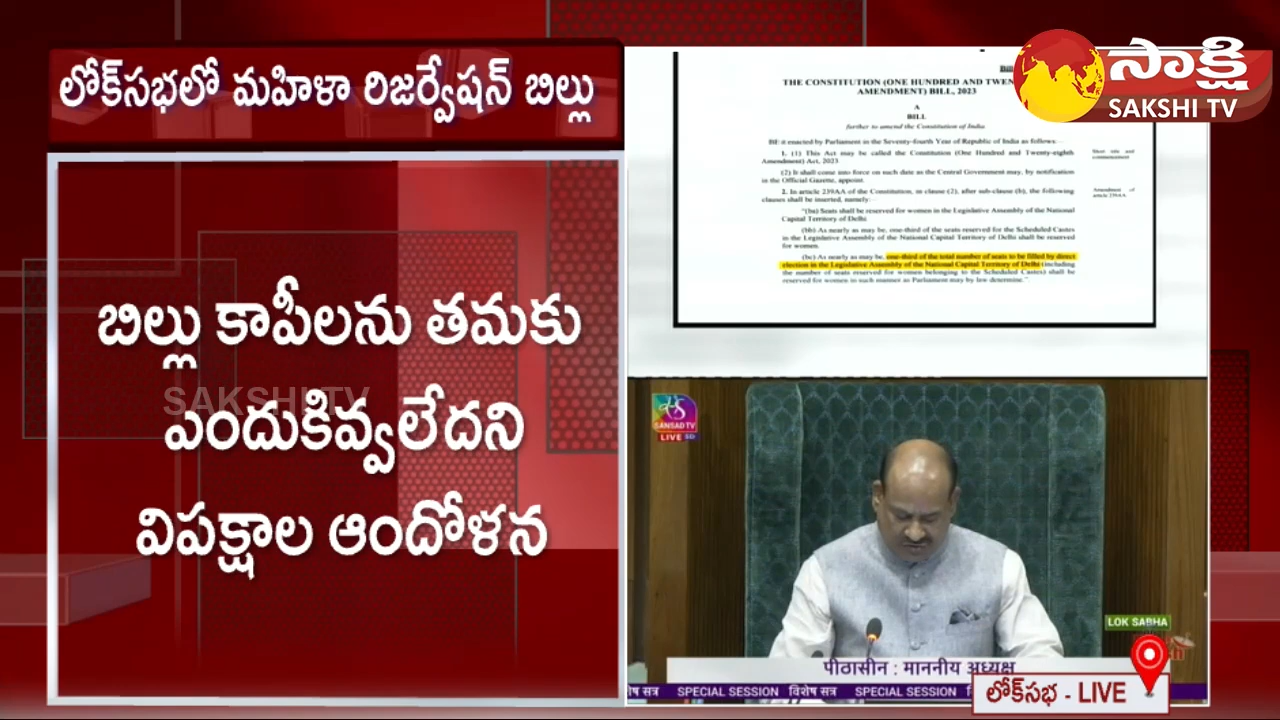 లోక్‌సభలో మహిళా రిజర్వేషన్ బిల్లు
బిల్లు కాపీలను తమకు
ఎందుకివ్వలేదని
విపక్షాల ఆందోళన
SAKSHI TV
సాక్షి
SAKSHI TV
THE CONSTITUTION (ONE HUNDRED AND
AMENDMENT) BILL, 2023
A
BILL
further to amend the Constitution of India.
BE it enacted by Parliament in the Seventy-fourth Year of Republic of India as follows:—
1. (1) This Act may be called the Constitution (One Hundred and Twenty-eighth
Amendment) Act, 2023
Short title and
commencement
(2) It shall come into force on such date as the Central Government may, by notification
in the Official Gazette, appoint.
2. In article 239AA of the Constitution, in clause (2), after sub-clause (b), the following
clauses shall be inserted, namely:—
Amendment of
article 239AA.
"(ba) Seats shall be reserved for women in the Legislative Assembly of the National
Capital Territory of Delhi.
(bb) As nearly as may be, one-third of the seats reserved for the Scheduled Castes
in the Legislative Assembly of the National Capital Territory of Delhi shall be reserved
for women.
(bc) As nearly as may be, one-third of the total number of seats to be filled by direct
election in the Legislative Assembly of the National Capital Territory of Delhi (including
the number of seats reserved for women belonging to the Scheduled Castes) shall be
reserved for women in such manner as Parliament may by law determine."
SANSAD TV
LIVE
LOK SABHA
पीठासीन : माननीय अध्यक्ष
सत्र SPECIAL SESSION विशेष सत्र SPECIAL SESSION
లోక్‌సభ - LIVE